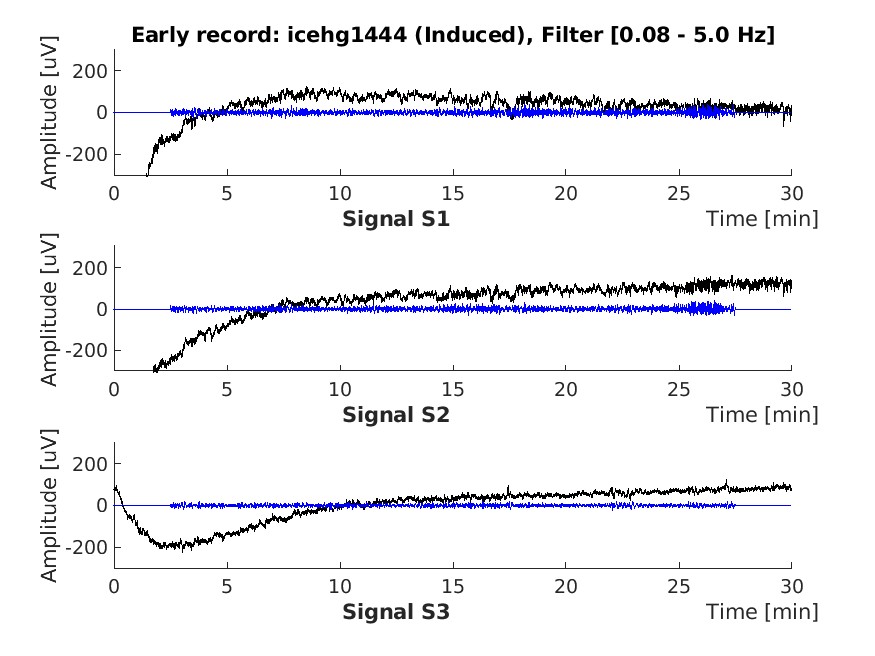 Early record: icehg1444 (Induced), Filter [0.08 - 5.0 Hz]
Amplitude [uV]
200
0
-200
0 5 10 15 20 25 30
Signal S1 Time [min]
Amplitude [uV]
200
0
-200
0 5 10 15 20 25 30
Signal S2 Time [min]
Amplitude [uV]
200
0
-200
0 5 10 15 20 25 30
Signal S3 Time [min]